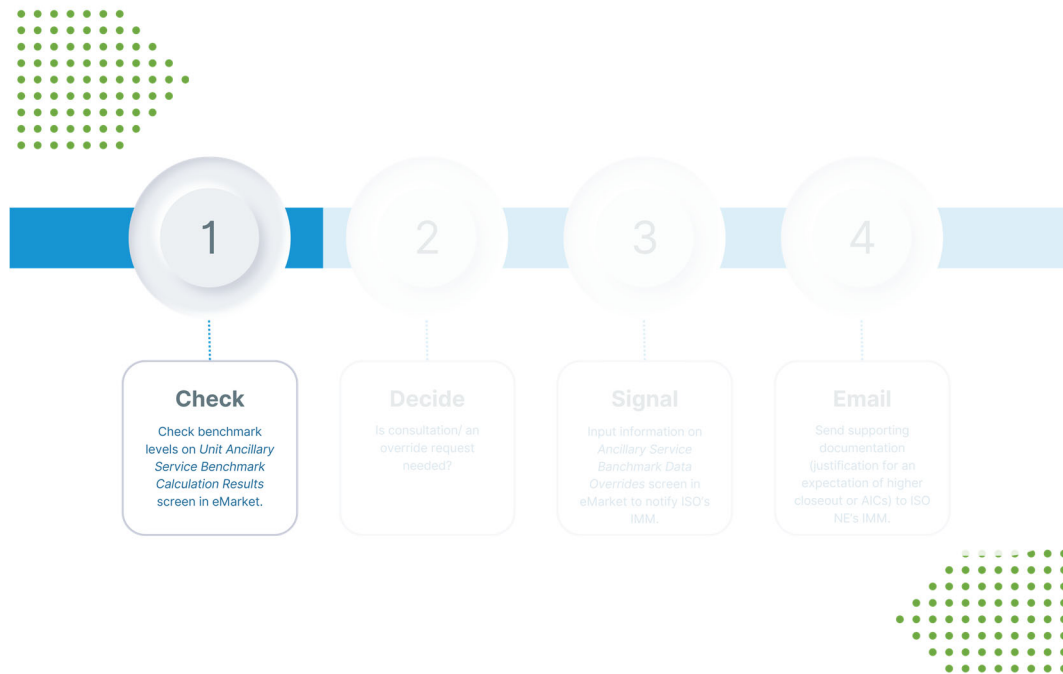 1
2
3
4
Check
Check benchmark
levels on Unit Ancillary
Service Benchmark
Calculation Results
screen in eMarket.
Decide
Is consultation/ an
override request
needed?
Signal
Input information on
Ancillary Service
Banchmark Data
Overrides screen in
eMarket to notify ISO's
IMM.
Email
Send supporting
documentation
(justification for an
expectation of higher
closeout or AICs) to ISO
NE's IMM.